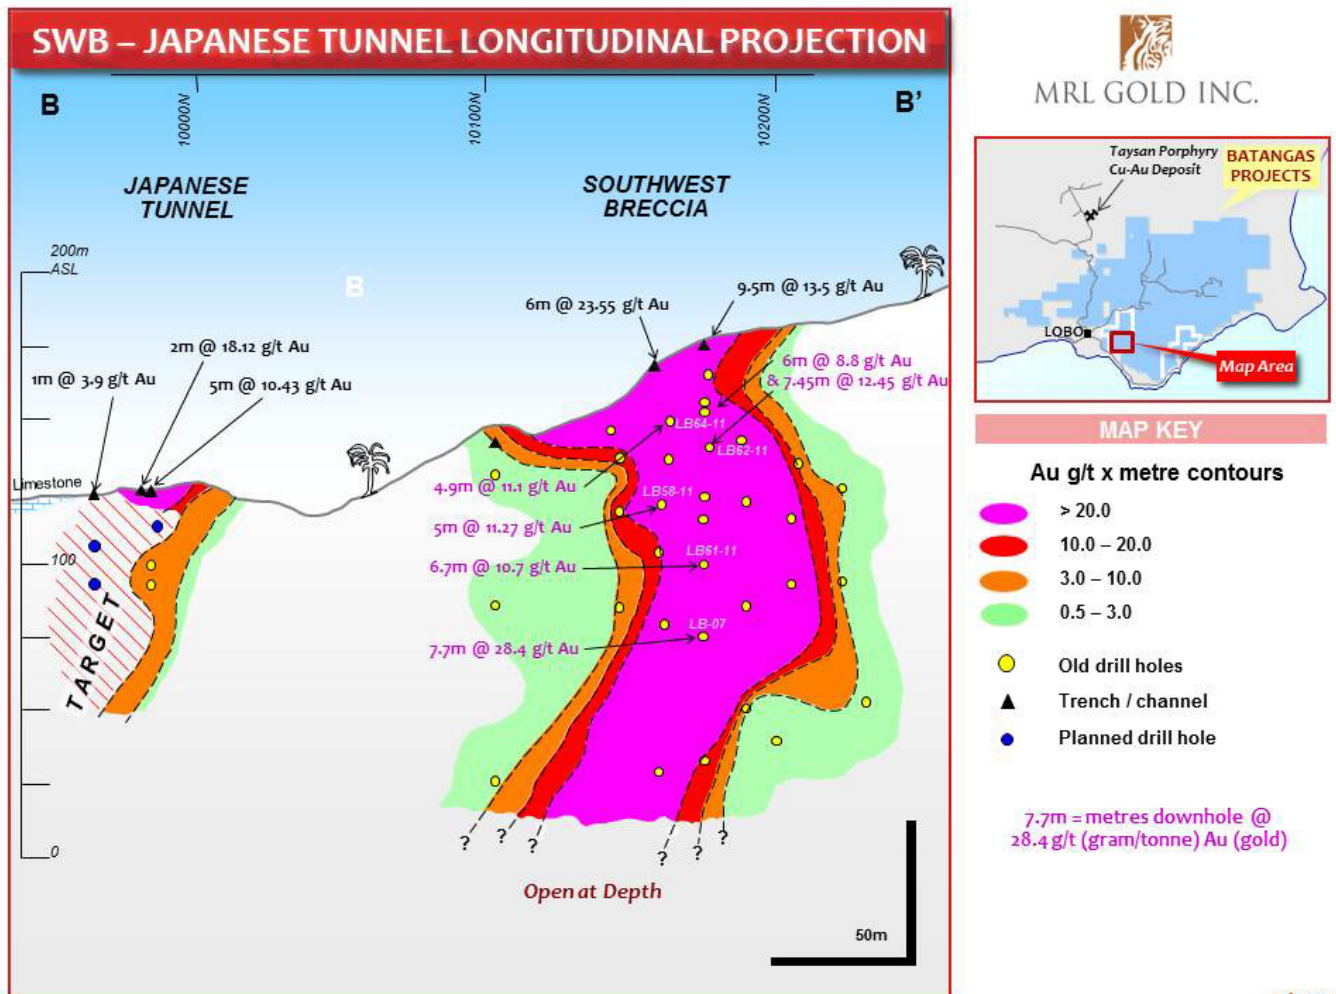 SWB – JAPANESE TUNNEL LONGITUDINAL PROJECTION
B
10000N
10100N
10200N
B'
JAPANESE
TUNNEL
SOUTHWEST
BRECCIA
200m
ASL
B
9.5m @ 13.5 g/t Au
6m @ 23.55 g/t Au
2m @ 18.12 g/t Au
1m @ 3.9 g/t Au
5m @ 10.43 g/t Au
6m @ 8.8 g/t Au
& 7.45m @ 12.45 g/t Au
LB64-11
LB62-11
Limestone
4.9m @ 11.1 g/t Au
LB58-11
5m @ 11.27 g/t Au
LB61-11
100
6.7m @ 10.7 g/t Au
TARGET
LB-07
7.7m @ 28.4 g/t Au
? ? ? ? ? ?
0
Open at Depth
50m
MRL GOLD INC.
Taysan Porphyry
Cu-Au Deposit
BATANGAS
PROJECTS
LOBO
Map Area
MAP KEY
Au g/t x metre contours
> 20.0
10.0 – 20.0
3.0 – 10.0
0.5 – 3.0
Old drill holes
Trench / channel
Planned drill hole
7.7m = metres downhole @
28.4 g/t (gram/tonne) Au (gold)